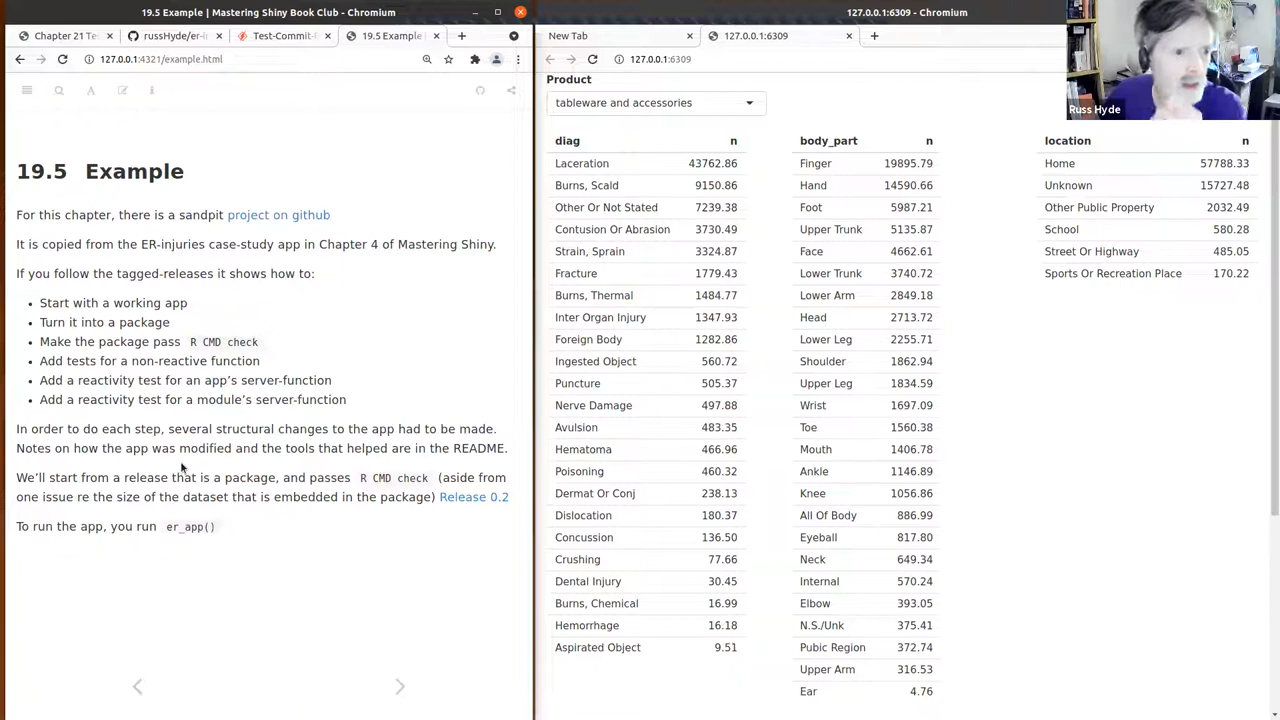 19.5 Example | Mastering Shiny Book Club - Chromium
127.0.0.1:6309 - Chromium
Chapter 21 Te
russHyde/er-i
Test-Commit-
19.5 Example
New Tab
127.0.0.1:6309
127.0.0.1:4321/example.html
127.0.0.1:6309
19.5 Example
For this chapter, there is a sandpit project on github
It is copied from the ER-injuries case-study app in Chapter 4 of Mastering Shiny.
If you follow the tagged-releases it shows how to:
• Start with a working app
• Turn it into a package
• Make the package pass R CMD check
• Add tests for a non-reactive function
• Add a reactivity test for an app's server-function
• Add a reactivity test for a module's server-function
In order to do each step, several structural changes to the app had to be made.
Notes on how the app was modified and the tools that helped are in the README.
We'll start from a release that is a package, and passes R CMD check (aside from
one issue re the size of the dataset that is embedded in the package) Release 0.2
To run the app, you run er_app()
Product
tableware and accessories
diag n
Laceration 43762.86
Burns, Scald 9150.86
Other Or Not Stated 7239.38
Contusion Or Abrasion 3730.49
Strain, Sprain 3324.87
Fracture 1779.43
Burns, Thermal 1484.77
Inter Organ Injury 1347.93
Foreign Body 1282.86
Ingested Object 560.72
Puncture 505.37
Nerve Damage 497.88
Avulsion 483.35
Hematoma 466.96
Poisoning 460.32
Dermat Or Conj 238.13
Dislocation 180.37
Concussion 136.50
Crushing 77.66
Dental Injury 30.45
Burns, Chemical 16.99
Hemorrhage 16.18
Aspirated Object 9.51
body_part n
Finger 19895.79
Hand 14590.66
Foot 5987.21
Upper Trunk 5135.87
Face 4662.61
Lower Trunk 3740.72
Lower Arm 2849.18
Head 2713.72
Lower Leg 2255.71
Shoulder 1862.94
Upper Leg 1834.59
Wrist 1697.09
Toe 1560.38
Mouth 1406.78
Ankle 1146.89
Knee 1056.86
All Of Body 886.99
Eyeball 817.80
Neck 649.34
Internal 570.24
Elbow 393.05
N.S./Unk 375.41
Pubic Region 372.74
Upper Arm 316.53
Ear 4.76
location n
Home 57788.33
Unknown 15727.48
Other Public Property 2032.49
School 580.28
Street Or Highway 485.05
Sports Or Recreation Place 170.22
Russ Hyde